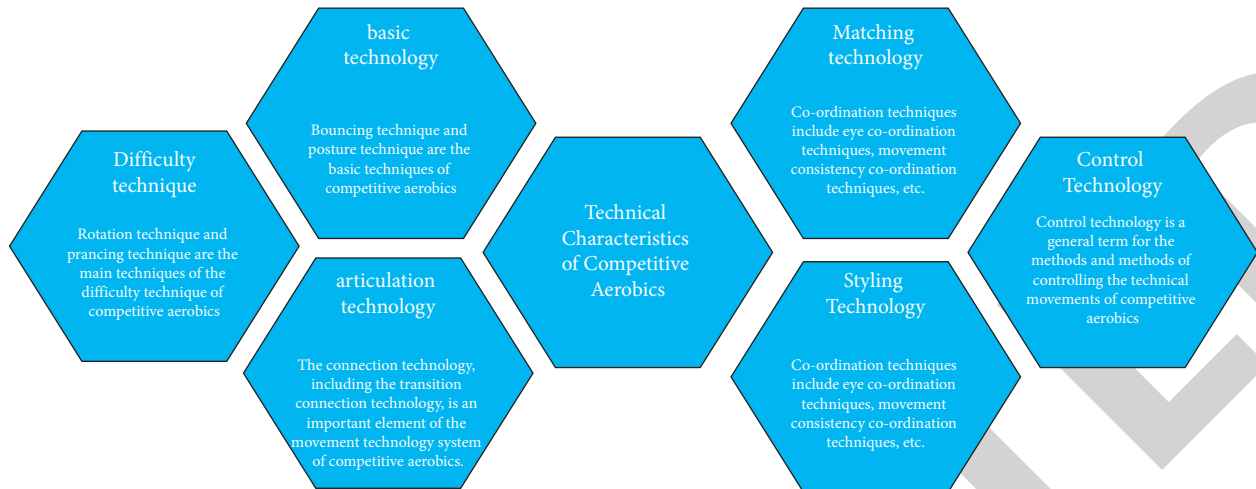 basic
technology
Bouncing technique and
posture technique are the
basic techniques of
competitive aerobics
Matching
technology
Co-ordination techniques
include eye co-ordination
techniques, movement
consistency co-ordination
techniques, etc.
Difficulty
technique
Rotation technique and
prancing technique are the
main techniques of the
difficulty technique of
competitive aerobics
Technical
Characteristics
of Competitive
Aerobics
Control
Technology
Control technology is a
general term for the
methods and methods of
controlling the technical
movements of competitive
aerobics
articulation
technology
The connection technology,
including the transition
connection technology, is an
important element of the
movement technology system
of competitive aerobics.
Styling
Technology
Co-ordination techniques
include eye co-ordination
techniques, movement
consistency co-ordination
techniques, etc.